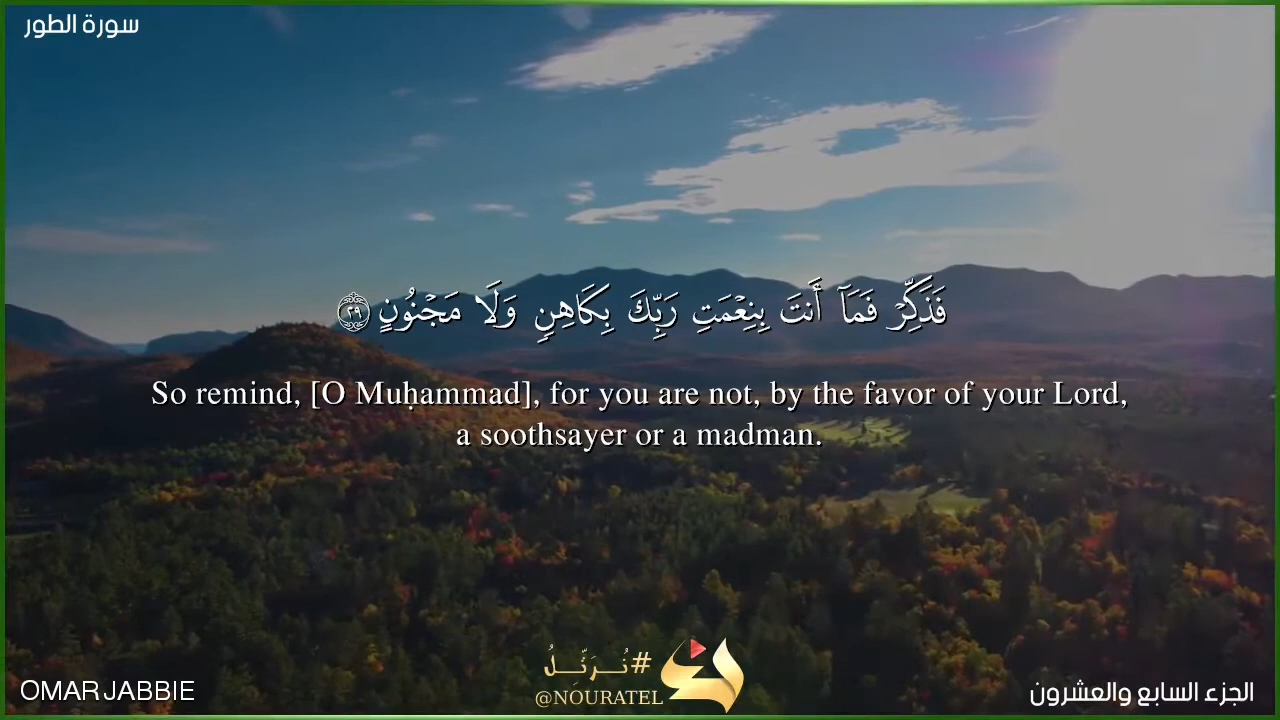 سورة الطور
فَذَكِّرْ فَمَآ أَنتَ بِنِعْمَتِ رَبِّكَ بِكَاهِنٍ وَلَا مَجْنُونٍ ٢٩
So remind, [O Muḥammad], for you are not, by the favor of your Lord,
a soothsayer or a madman.
#نُرَتِّلُ
@NOURATEL
OMAR JABBIE
الجزء السابع والعشرون